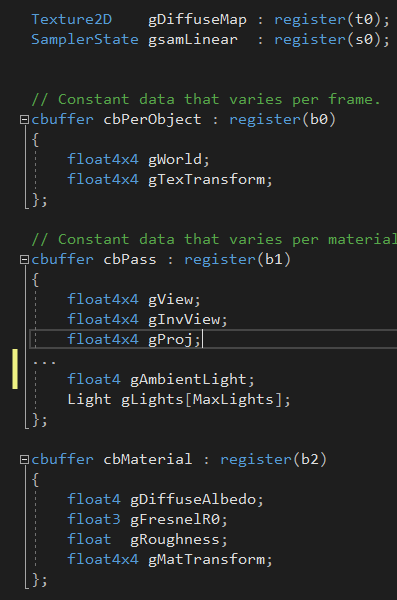 Texture2D    gDiffuseMap : register(t0);
SamplerState gsamLinear  : register(s0);
// Constant data that varies per frame.
cbuffer cbPerObject : register(b0)
{
    float4x4 gWorld;
    float4x4 gTexTransform;
};
// Constant data that varies per material
cbuffer cbPass : register(b1)
{
    float4x4 gView;
    float4x4 gInvView;
    float4x4 gProj;
...
    float4 gAmbientLight;
    Light gLights[MaxLights];
};
cbuffer cbMaterial : register(b2)
{
    float4 gDiffuseAlbedo;
    float3 gFresnelR0;
    float  gRoughness;
    float4x4 gMatTransform;
};